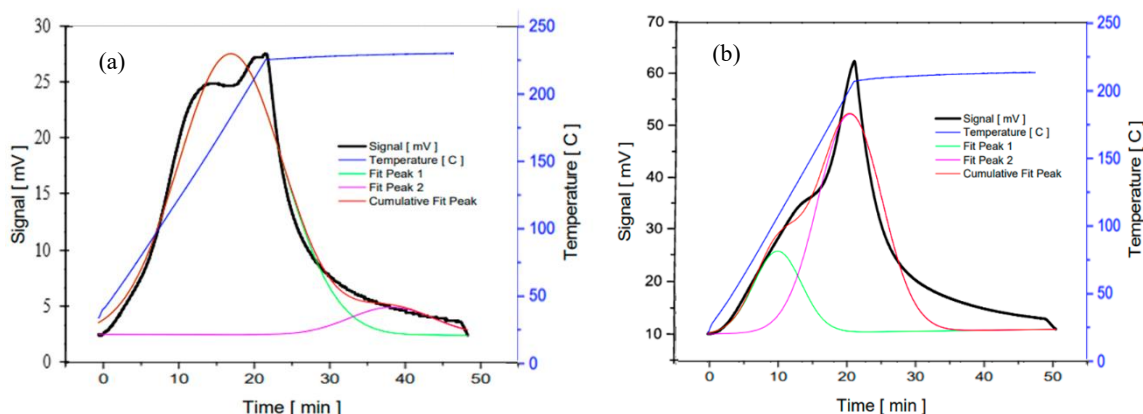 (a)
30
25
20
15
10
5
0
Signal [ mV]
250
200
150
100
50
0
Temperature [ C ]
Signal [ mV]
Temperature [ C]
Fit Peak 1
Fit Peak 2
Cumulative Fit Peak
0 10 20 30 40 50
Time [ min ]
(b)
70
60
50
40
30
20
10
Signal [ mV ]
250
200
150
100
50
0
Temperature [ C ]
Signal [ mV]
Temperature [ C]
Fit Peak 1
Fit Peak 2
Cumulative Fit Peak
0 10 20 30 40 50
Time [ min ]